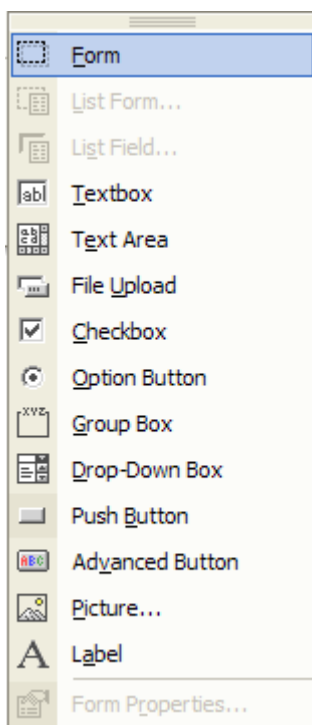 Form
List Form...
List Field...
abl Textbox
Text Area
File Upload
Checkbox
Option Button
XYZ Group Box
Drop-Down Box
Push Button
ABC Advanced Button
Picture...
A Label
Form Properties...